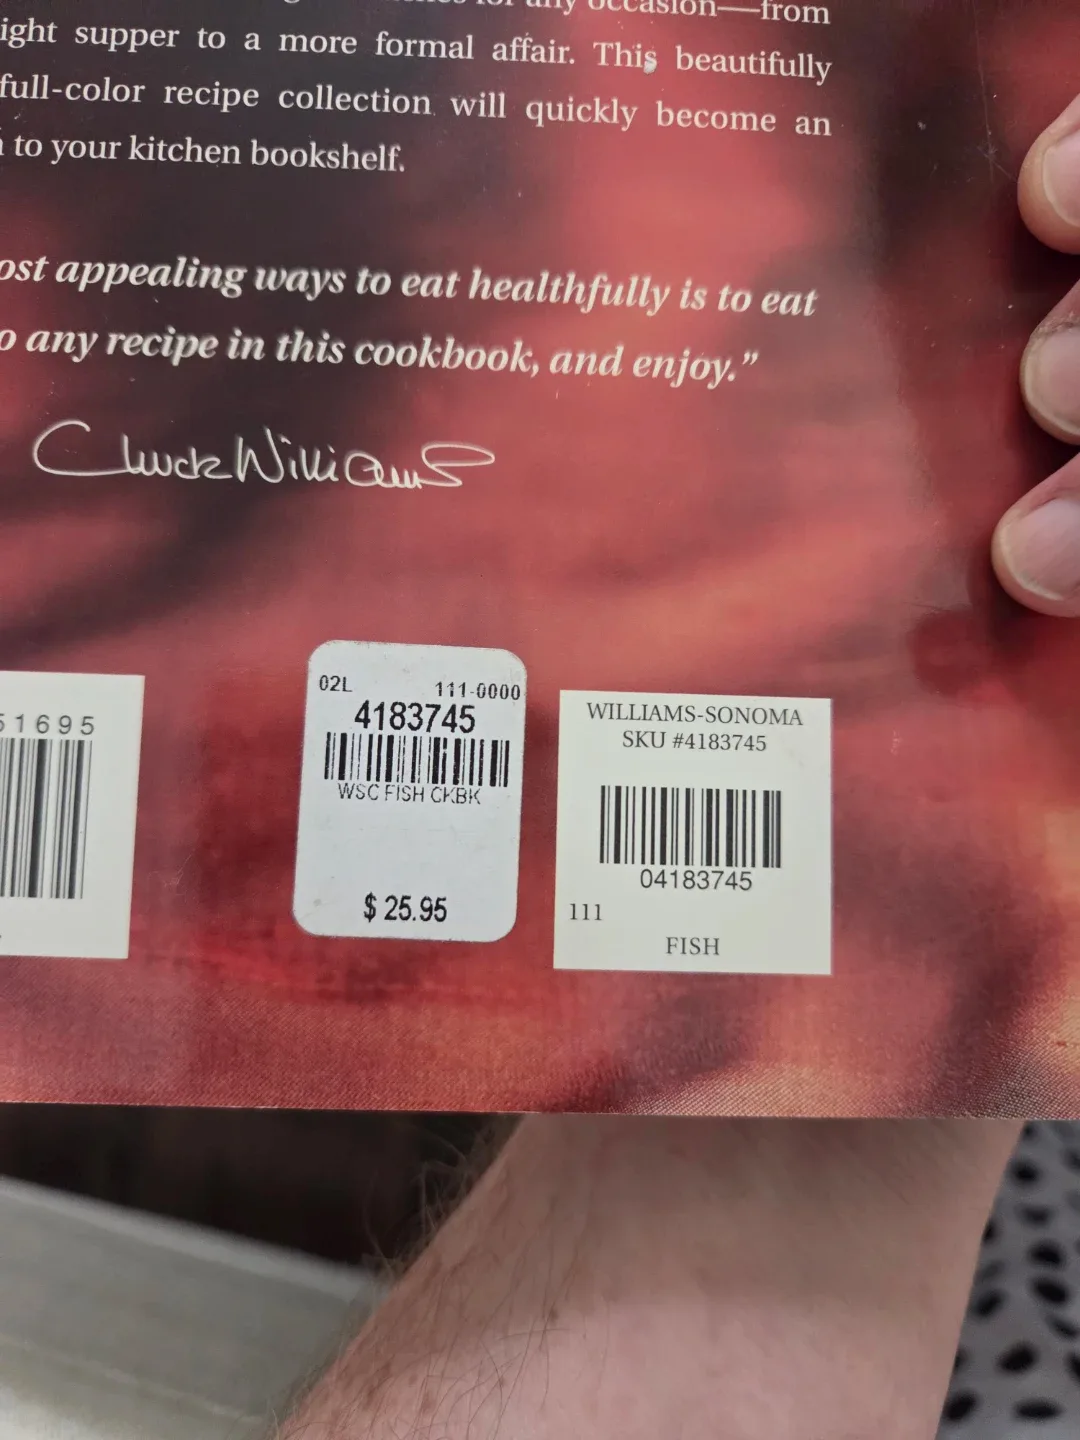 any occasion—from
ight supper to a more formal affair. This beautifully
full-color recipe collection will quickly become an
to your kitchen bookshelf.
ost appealing ways to eat healthfully is to eat
o any recipe in this cookbook, and enjoy.”
Chuck Williams
51695
02L 111-0000
4183745
WSC FISH CKBK
$ 25.95
WILLIAMS-SONOMA
SKU #4183745
04183745
111
FISH